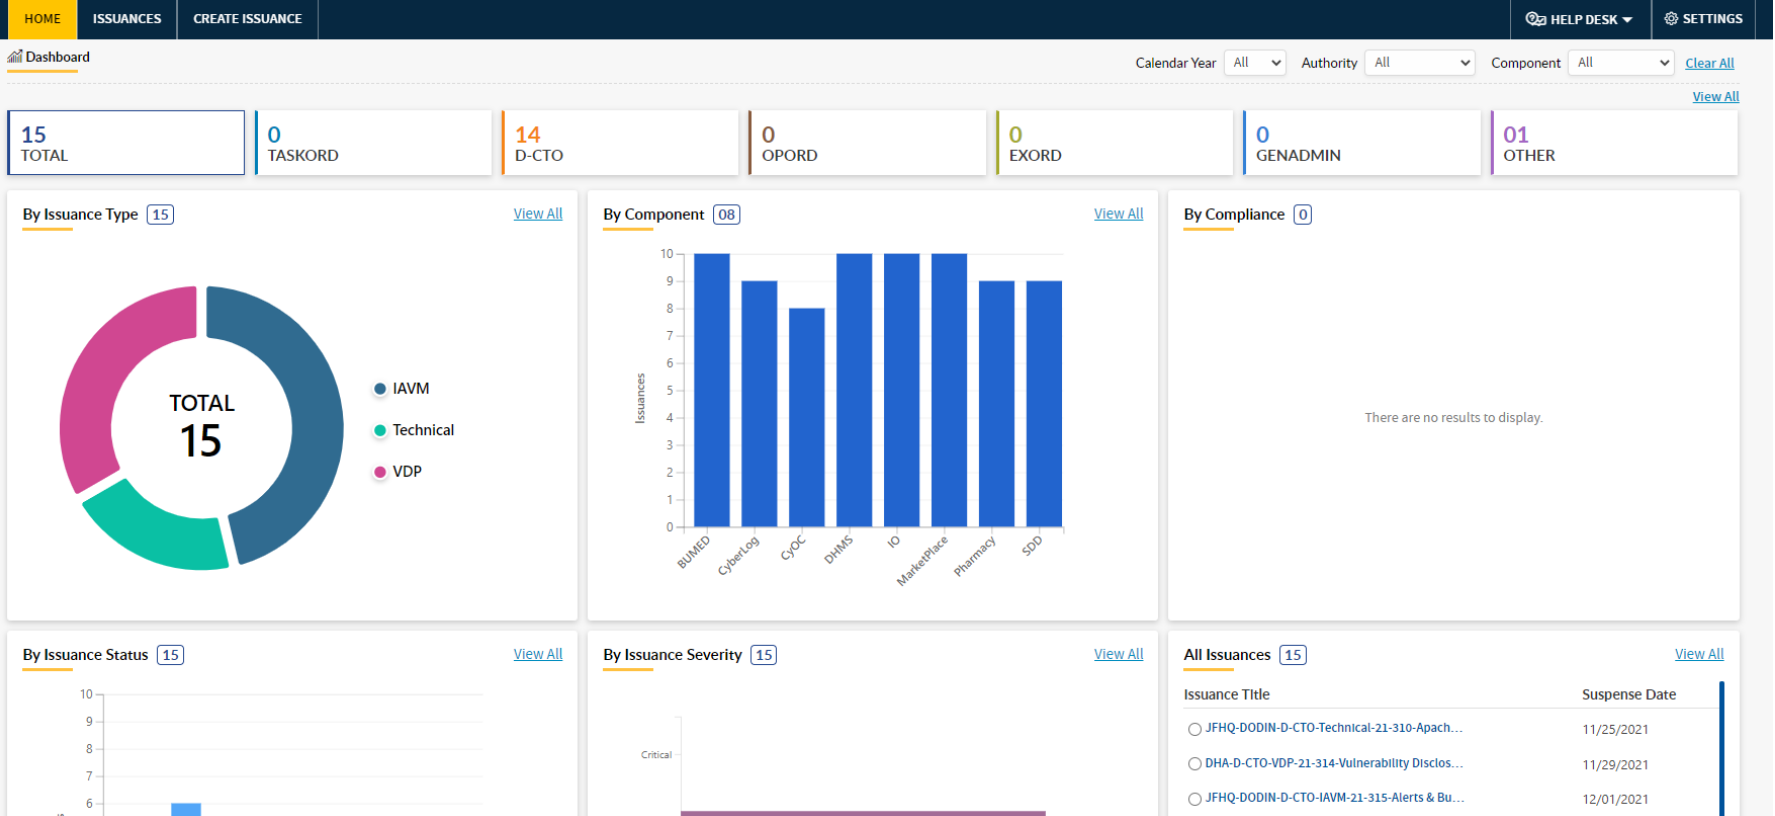 HOME ISSUANCES CREATE ISSUANCE HELP DESK SETTINGS
Dashboard Calendar Year All Authority All Component All Clear All
View All
15 TOTAL
0 TASKORD
14 D-CTO
0 OPORD
0 EXORD
0 GENADMIN
01 OTHER
By Issuance Type 15 View All
TOTAL
15
IAVM
Technical
VDP
By Component 08 View All
10
9
8
7
6
5
4
3
2
1
0
Issuances
BUMED CyberLog CyOC DHMS IO MarketPlace Pharmacy SDD
By Compliance 0
There are no results to display.
By Issuance Status 15 View All
10
9
8
7
6
By Issuance Severity 15 View All
Critical
All Issuances 15 View All
Issuance Title Suspense Date
JFHQ-DODIN-D-CTO-Technical-21-310-Apach... 11/25/2021
DHA-D-CTO-VDP-21-314-Vulnerability Disclos... 11/29/2021
JFHQ-DODIN-D-CTO-IAVM-21-315-Alerts & Bu... 12/01/2021